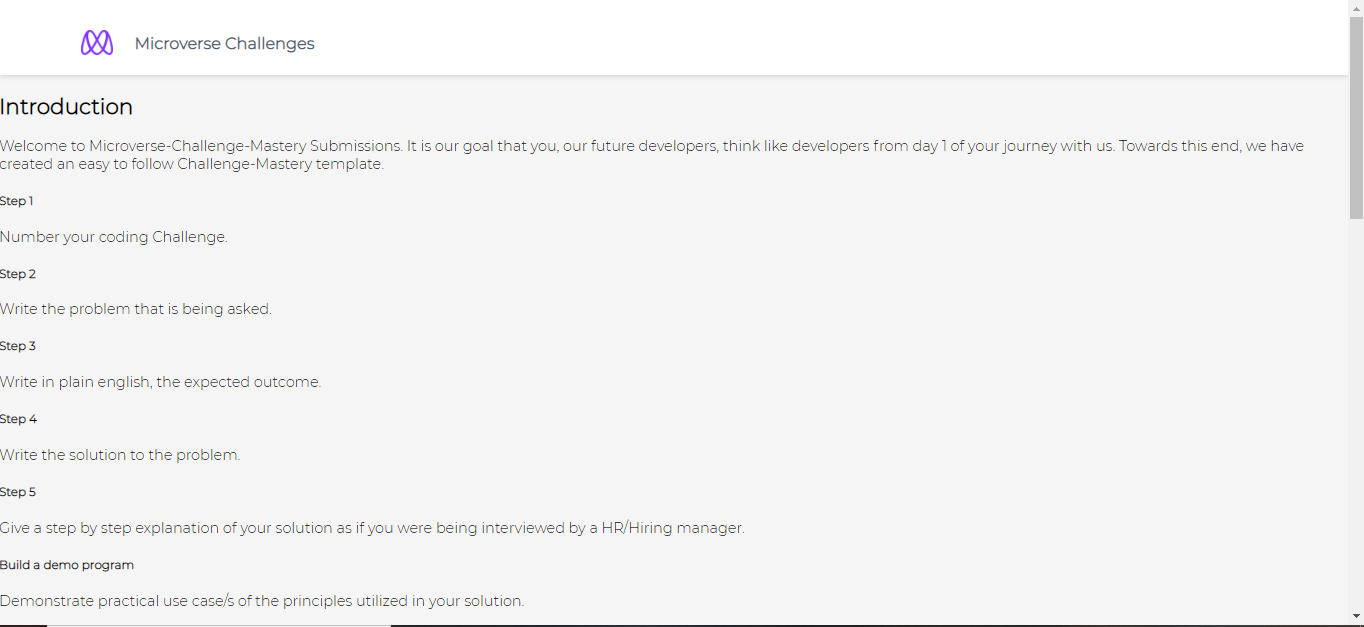 Microverse Challenges
Introduction
Welcome to Microverse-Challenge-Mastery Submissions. It is our goal that you, our future developers, think like developers from day 1 of your journey with us. Towards this end, we have
created an easy to follow Challenge-Mastery template.
Step 1
Number your coding Challenge.
Step 2
Write the problem that is being asked.
Step 3
Write in plain english, the expected outcome.
Step 4
Write the solution to the problem.
Step 5
Give a step by step explanation of your solution as if you were being interviewed by a HR/Hiring manager.
Build a demo program
Demonstrate practical use case/s of the principles utilized in your solution.